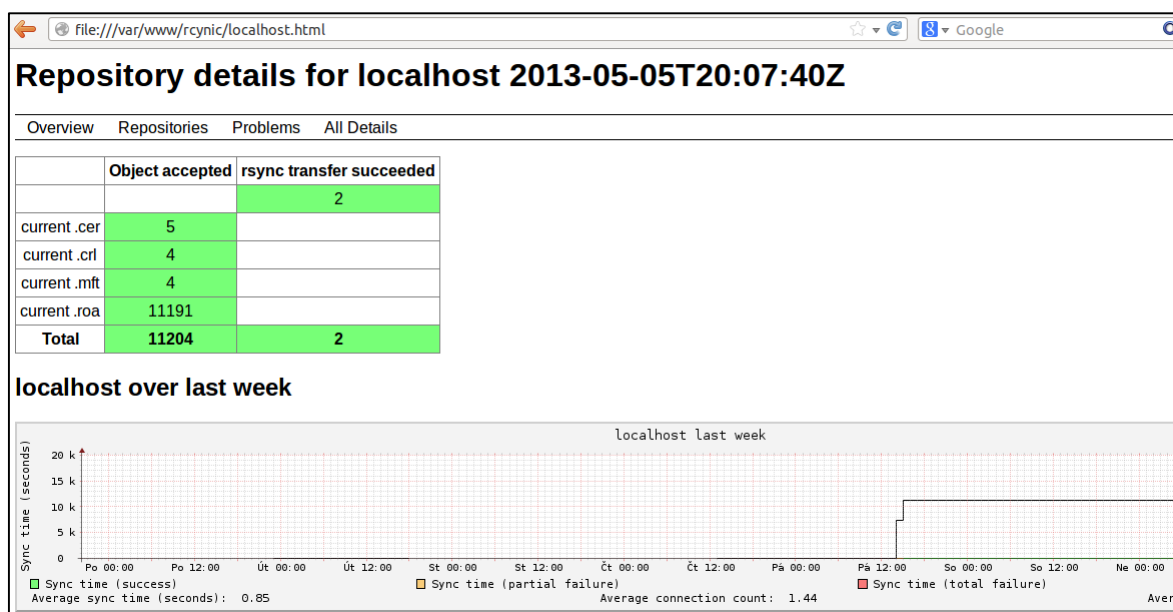 file:///var/www/rcynic/localhost.html
8 Google
Repository details for localhost 2013-05-05T20:07:40Z
Overview Repositories Problems All Details
Object accepted rsync transfer succeeded
2
current .cer 5
current .crl 4
current .mft 4
current .roa 11191
Total 11204 2
localhost over last week
localhost last week
Sync time (seconds)
20 k
15 k
10 k
5 k
0
Po 00:00 Po 12:00 Út 00:00 Út 12:00 St 00:00 St 12:00 Čt 00:00 Čt 12:00 Pá 00:00 Pá 12:00 So 00:00 So 12:00 Ne 00:00
Sync time (success) Sync time (partial failure) Sync time (total failure)
Average sync time (seconds): 0.85 Average connection count: 1.44